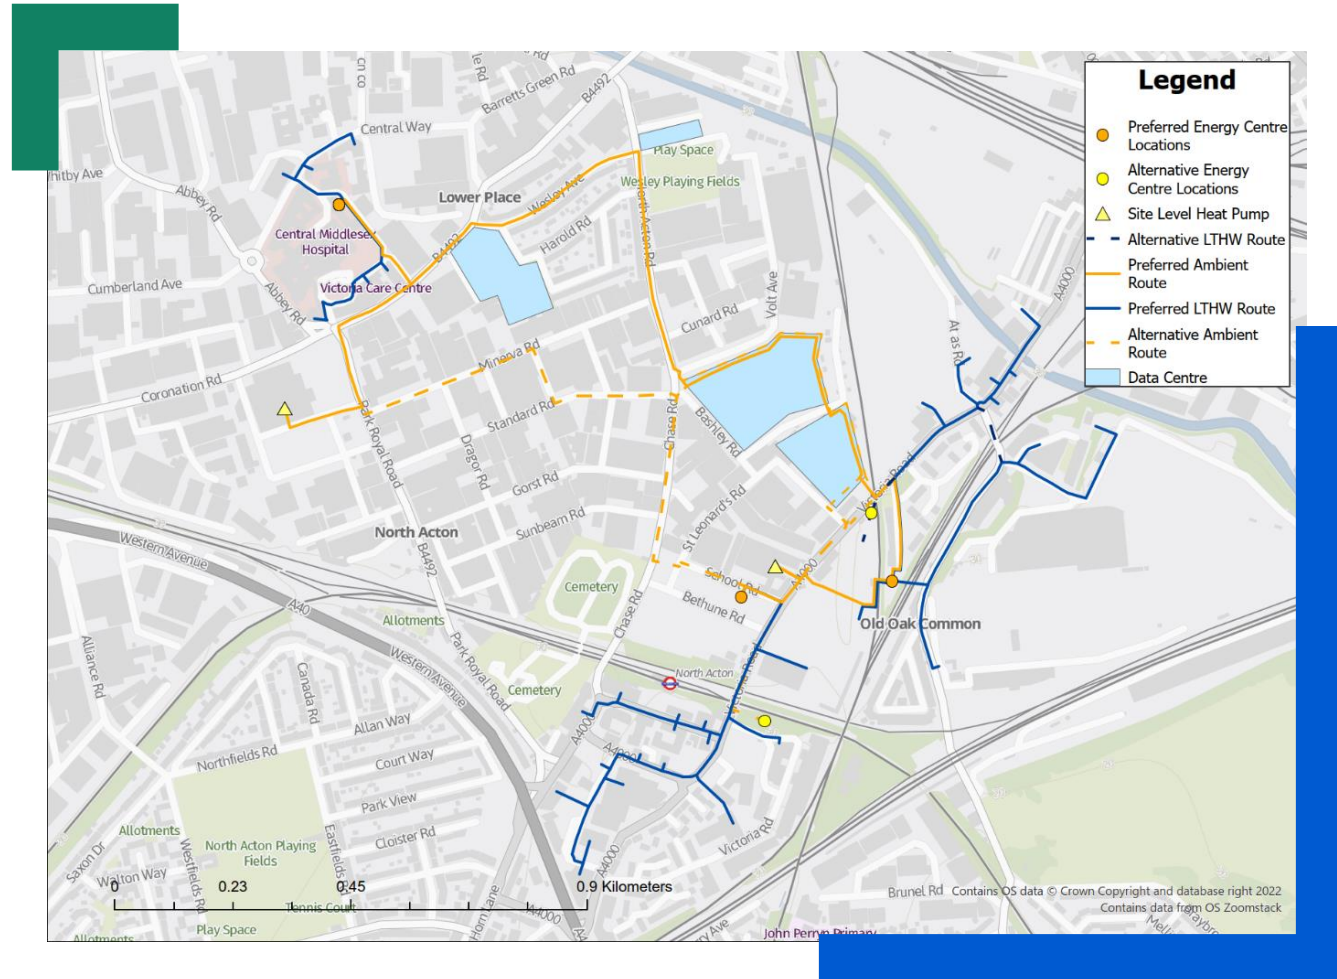 Legend
Preferred Energy Centre
Locations
Alternative Energy
Centre Locations
Site Level Heat Pump
Alternative LTHW Route
Preferred Ambient
Route
Preferred LTHW Route
Alternative Ambient
Route
Data Centre
Barretts Green Rd
B4492
Central Way
Abbey Rd
Lower Place
Wesley Ave
Play Space
Wesley Playing Fields
North Acton Rd
Harold Rd
B4492
Central Middlesex
Hospital
Victoria Care Centre
Cumberland Ave
Abbey Rd
Cunard Rd
Volt Ave
A4000
Minerva Rd
Coronation Rd
Park Royal Road
Standard Rd
Chase Rd
Bashley Rd
Dragor Rd
Gorst Rd
Victoria Road
St Leonard's Rd
Sunbeam Rd
North Acton
B4492
Western Avenue
A40
Cemetery
School Rd
A4000
Bethune Rd
Chase Rd
Old Oak Common
Allotments
Alliance Rd
Western Avenue
Park Royal Road
North Acton
Victoria Road
Canada Rd
Cemetery
Allan Way
A4000
A4000
Northfields Rd
Court Way
Park View
Cloister Rd
Victoria Rd
Allotments
North Acton Playing
Fields
Eastfields
Westfields Rd
Saxon Dr
Walton Way
A4000
0
0.23
0.45
0.9 Kilometers
Tennis Court
Horn Lane
A4000
Play Space
Allotments
Brunel Rd
Contains OS data © Crown Copyright and database right 2022
Contains data from OS Zoomstack
John Perryn Primary